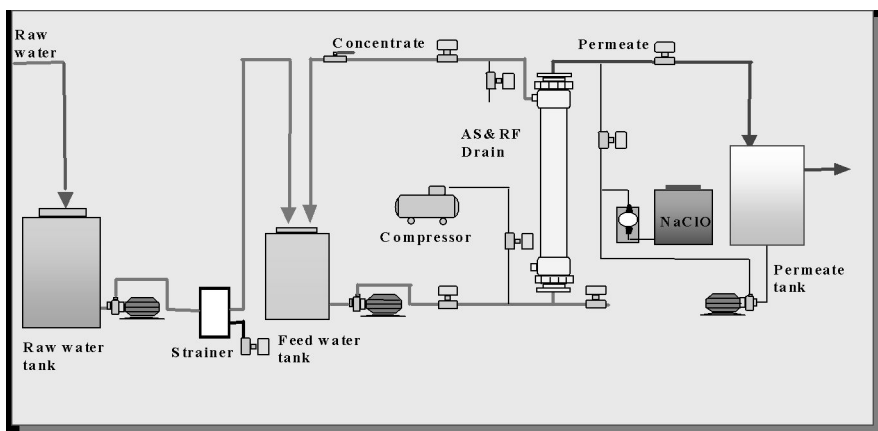 Raw
water
Concentrate
Permeate
AS&RF
Drain
NaClO
Compressor
Permeate
tank
Raw water
tank
Strainer
Feed water
tank